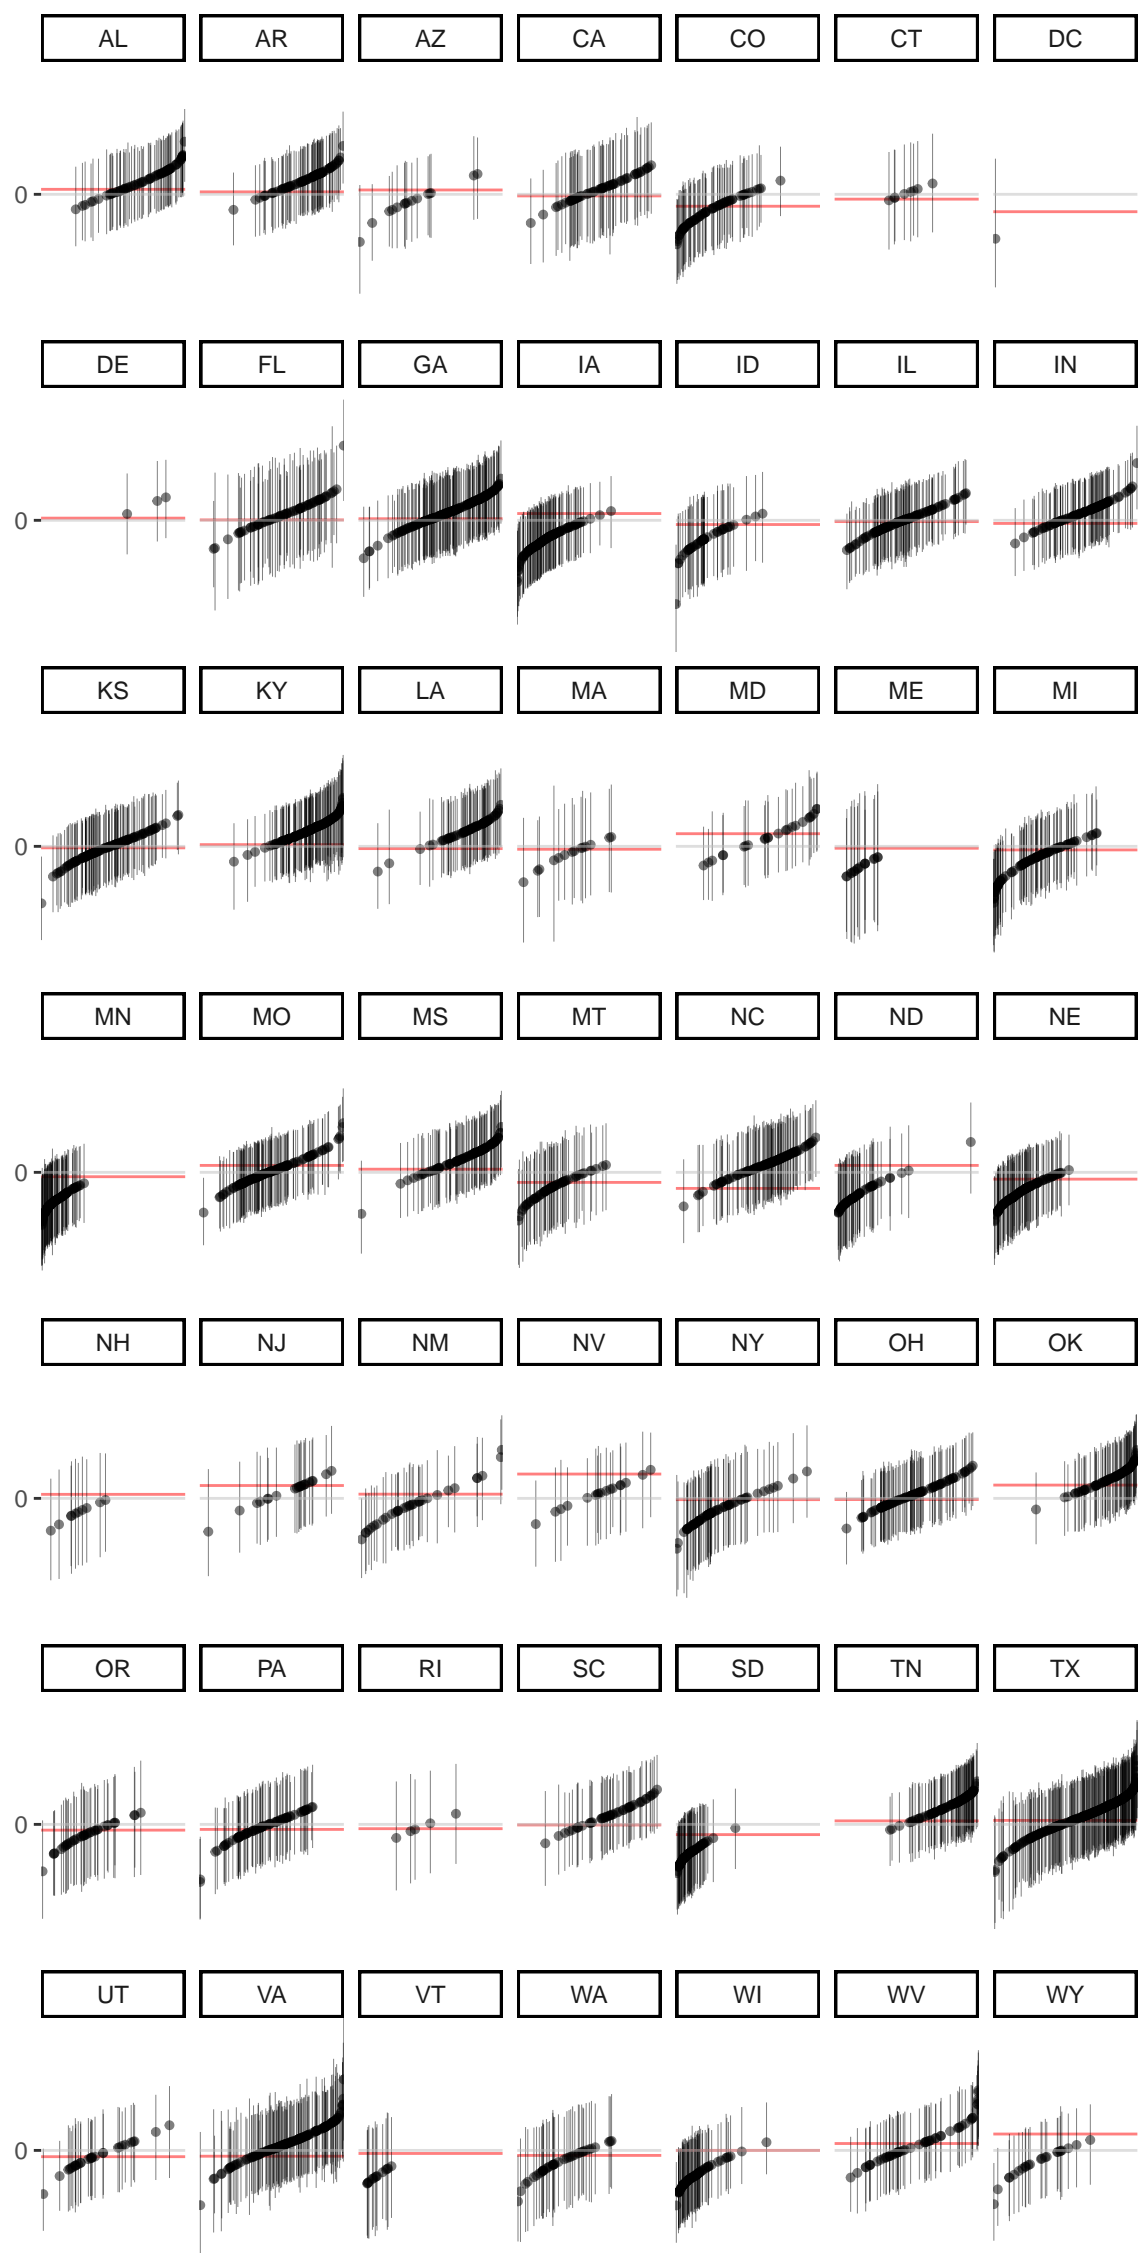 AL AR AZ CA CO CT DC
0
DE FL GA IA ID IL IN
0
KS KY LA MA MD ME MI
0
MN MO MS MT NC ND NE
0
NH NJ NM NV NY OH OK
0
OR PA RI SC SD TN TX
0
UT VA VT WA WI WV WY
0